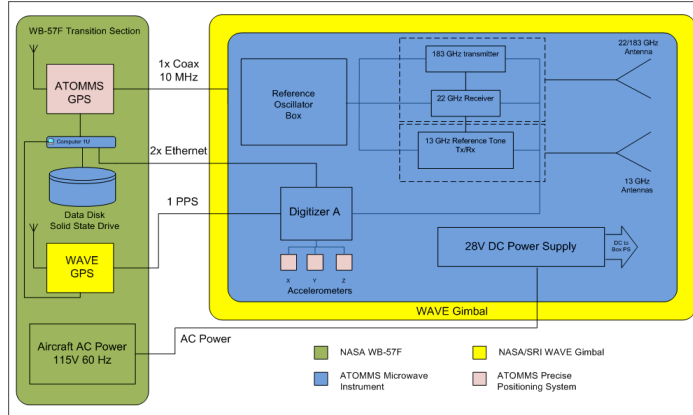 WB-57F Transition Section
ATOMMS
GPS
Computer 1U
Data Disk
Solid State Drive
WAVE
GPS
Aircraft AC Power
115V 60 Hz
1x Coax
10 MHz
2x Ethernet
1 PPS
AC Power
Reference
Oscillator
Box
183 GHz transmitter
22 GHz Receiver
13 GHz Reference Tone
Tx/Rx
22/183 GHz
Antenna
13 GHz
Antennas
Digitizer A
X Y Z
Accelerometers
28V DC Power Supply
DC to
Box PS
WAVE Gimbal
NASA WB-57F
NASA/SRI WAVE Gimbal
ATOMMS Microwave
Instrument
ATOMMS Precise
Positioning System